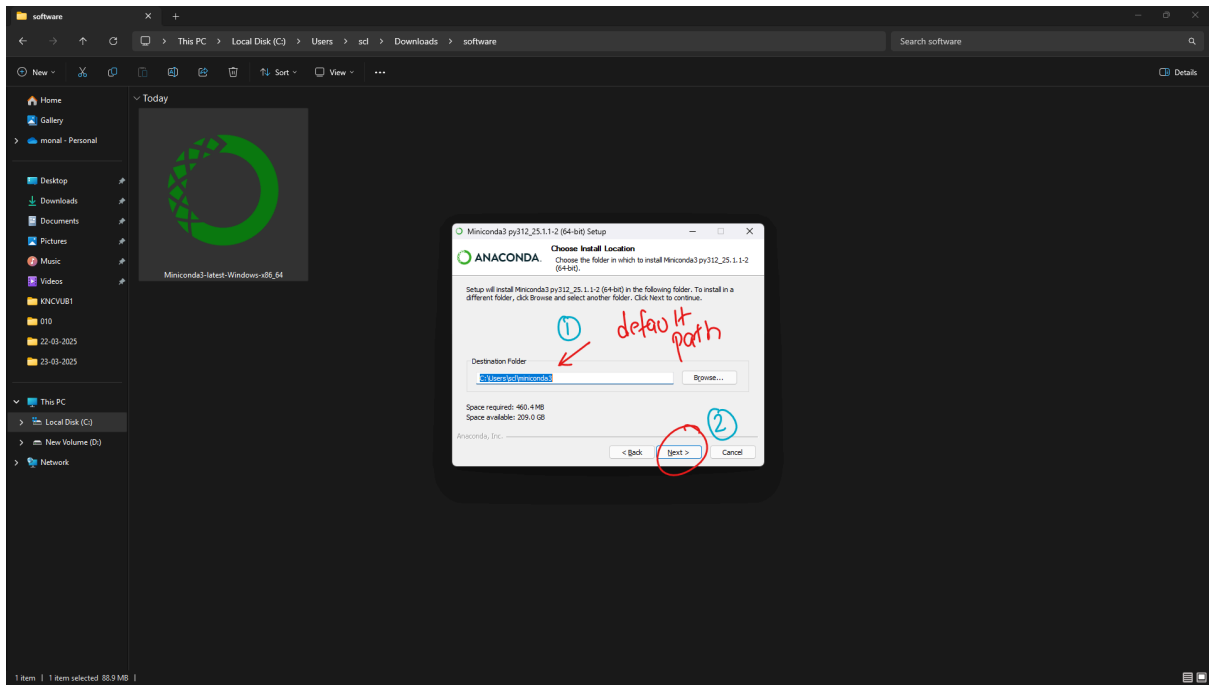 software
This PC > Local Disk (C:) > Users > scl > Downloads > software
Search software
New
Sort
View
Details
Home
Gallery
monal - Personal
Desktop
Downloads
Documents
Pictures
Music
Videos
KNCVUB1
010
22-03-2025
23-03-2025
This PC
Local Disk (C:)
New Volume (D:)
Network
Today
Miniconda3-latest-Windows-x86_64
Miniconda3 py312_25.1.1-2 (64-bit) Setup
ANACONDA.
Choose Install Location
Choose the folder in which to install Miniconda3 py312_25.1.1-2
(64-bit).
Setup will install Miniconda3 py312_25.1.1-2 (64-bit) in the following folder. To install in a
different folder, click Browse and select another folder. Click Next to continue.
1
default
path
Destination Folder
C:\Users\scl\miniconda3
Browse...
Space required: 460.4 MB
Space available: 209.0 GB
2
Anaconda, Inc.
< Back
Next >
Cancel
1 item | 1 item selected 88.9 MB |